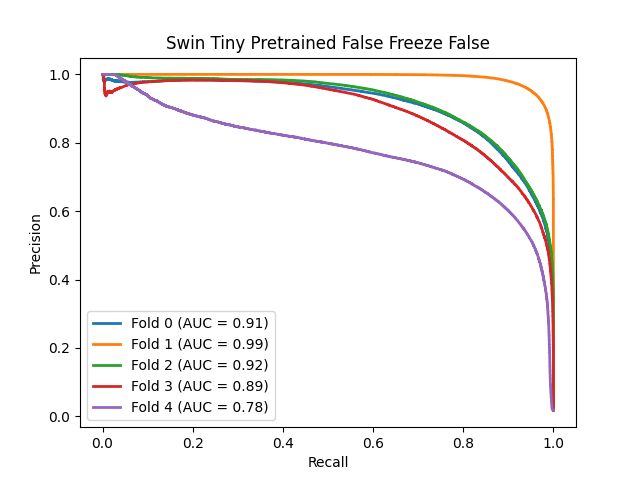 Swin Tiny Pretrained False Freeze False
Precision
1.0
0.8
0.6
0.4
0.2
0.0
Fold 0 (AUC = 0.91)
Fold 1 (AUC = 0.99)
Fold 2 (AUC = 0.92)
Fold 3 (AUC = 0.89)
Fold 4 (AUC = 0.78)
0.0 0.2 0.4 0.6 0.8 1.0
Recall